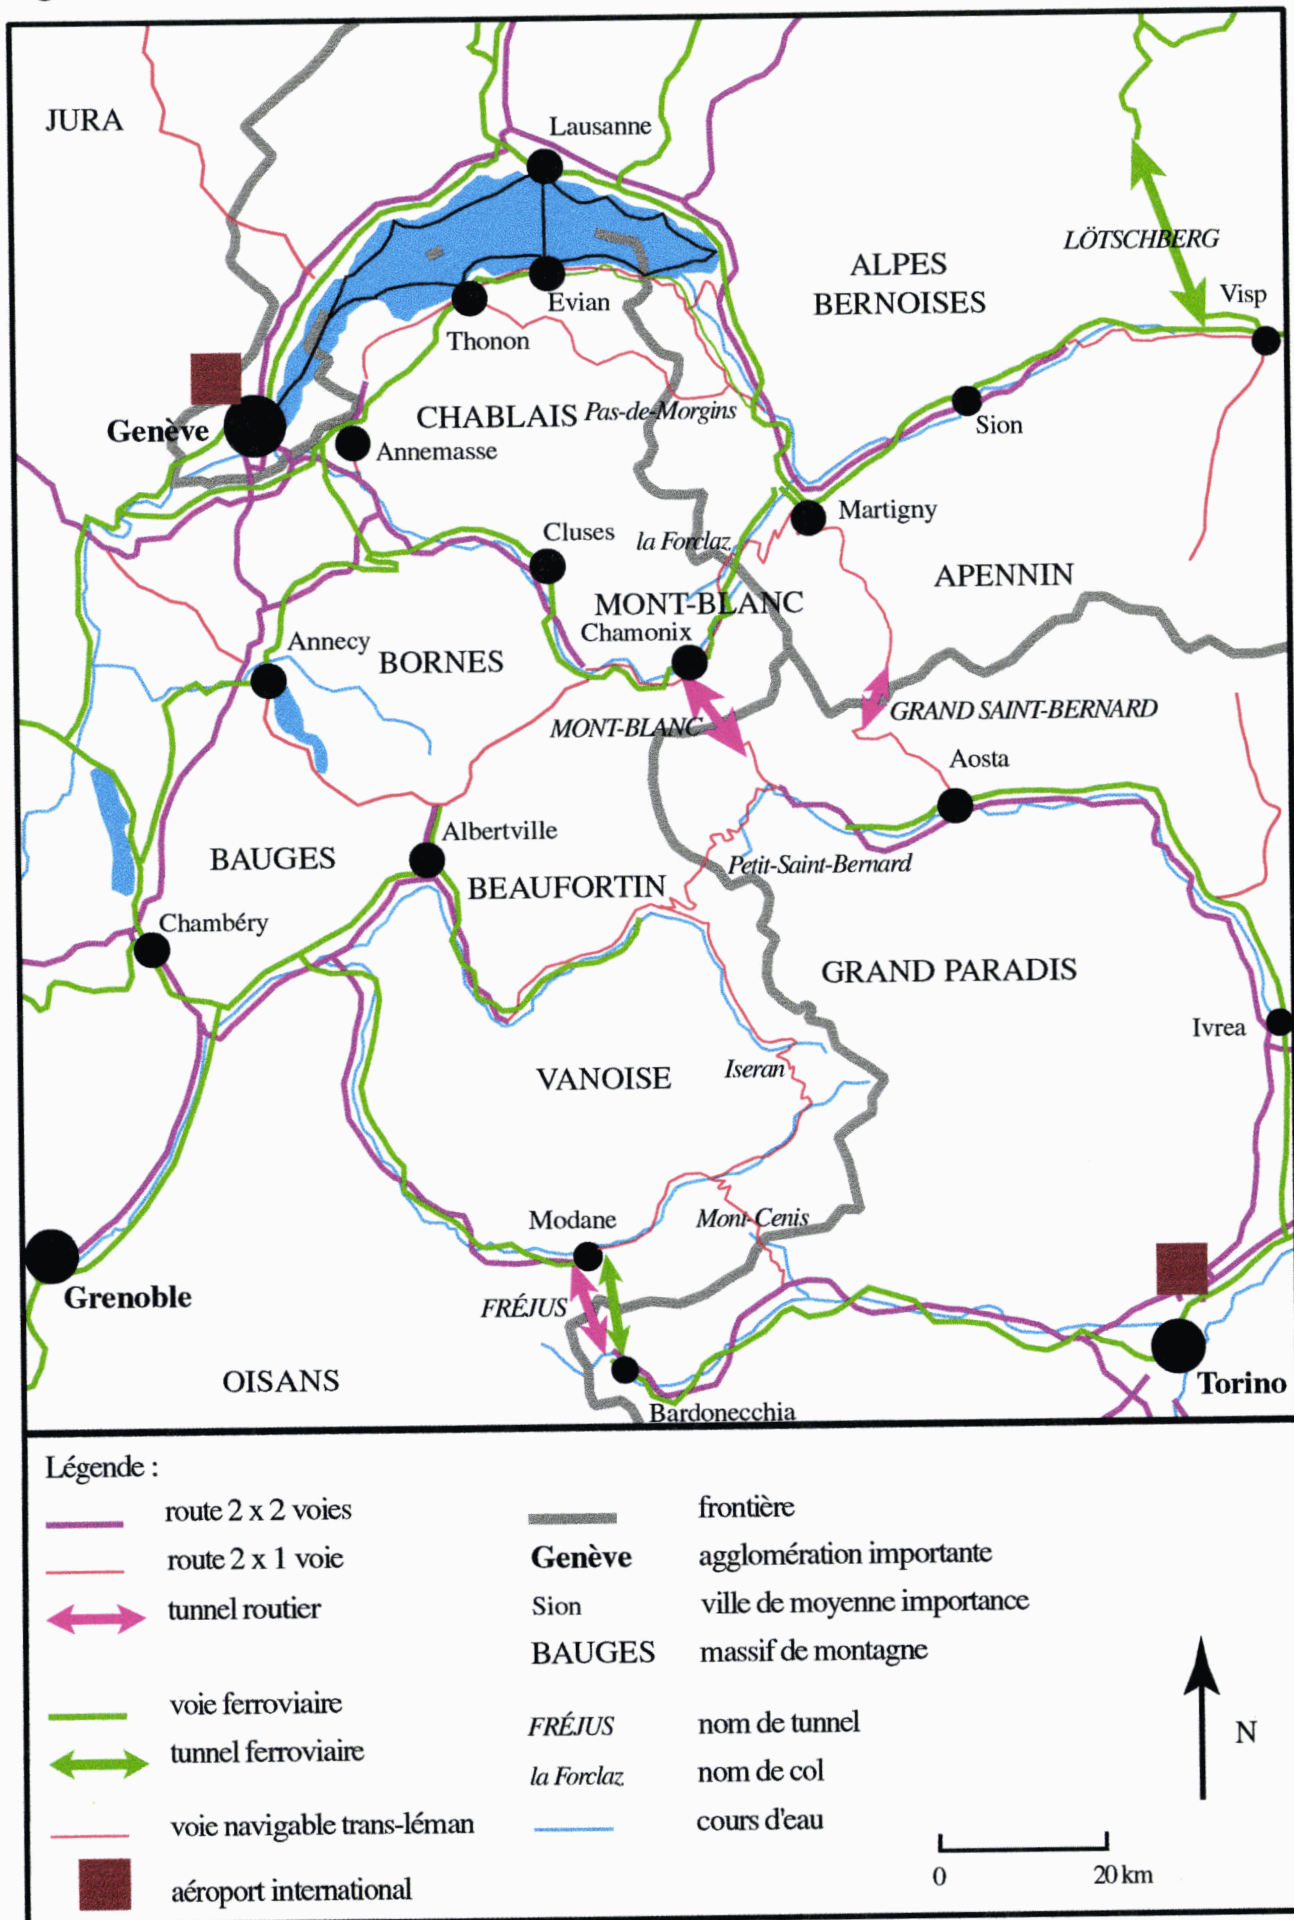 JURA
Lausanne
LÖTSCHBERG
ALPES
BERNOISES
Visp
Evian
Thonon
CHABLAIS
Pas-de-Morgins
Genève
Annemasse
Sion
Martigny
Cluses
la Forclaz
APENNIN
MONT-BLANC
Chamonix
Annecy
BORNES
GRAND SAINT-BERNARD
MONT-BLANC
Aosta
Albertville
BAUGES
Petit-Saint-Bernard
BEAUFORTIN
Chambéry
GRAND PARADIS
Ivrea
Iseran
VANOISE
Modane
Mont-Cenis
Grenoble
FRÉJUS
OISANS
Torino
Bardonecchia
Légende :
route 2 x 2 voies
route 2 x 1 voie
tunnel routier
voie ferroviaire
tunnel ferroviaire
voie navigable trans-léman
aéroport international
frontière
Genève agglomération importante
Sion ville de moyenne importance
BAUGES massif de montagne
FRÉJUS nom de tunnel
la Forclaz nom de col
cours d'eau
N
0 20 km